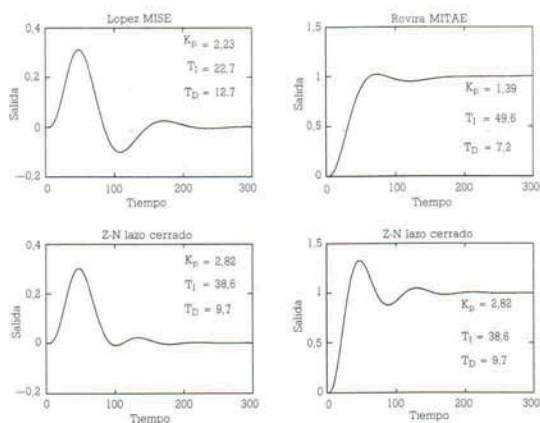 Lopez MISE
0,4
0,2
0
−0,2
Salida
K_p = 2,23
T_I = 22,7
T_D = 12,7
0
100
200
300
Tiempo
Rovira MITAE
1,5
1
0,5
0
Salida
K_p = 1,39
T_I = 49,6
T_D = 7,2
0
100
200
300
Tiempo
Z-N lazo cerrado
0,4
0,2
0
−0,2
Salida
K_p = 2,82
T_I = 38,6
T_D = 9,7
0
100
200
300
Tiempo
Z-N lazo cerrado
1,5
1
0,5
0
Salida
K_p = 2,82
T_I = 38,6
T_D = 9,7
0
100
200
300
Tiempo